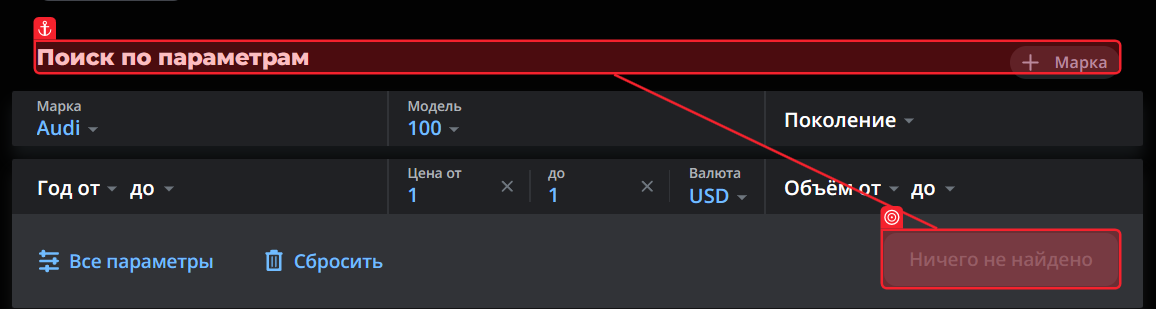 Поиск по параметрам
Марка
Марка
Audi
Модель
100
Поколение
Год от до
Цена от
1
до
1
Валюта
USD
Объём от до
Все параметры
Сбросить
Ничего не найдено